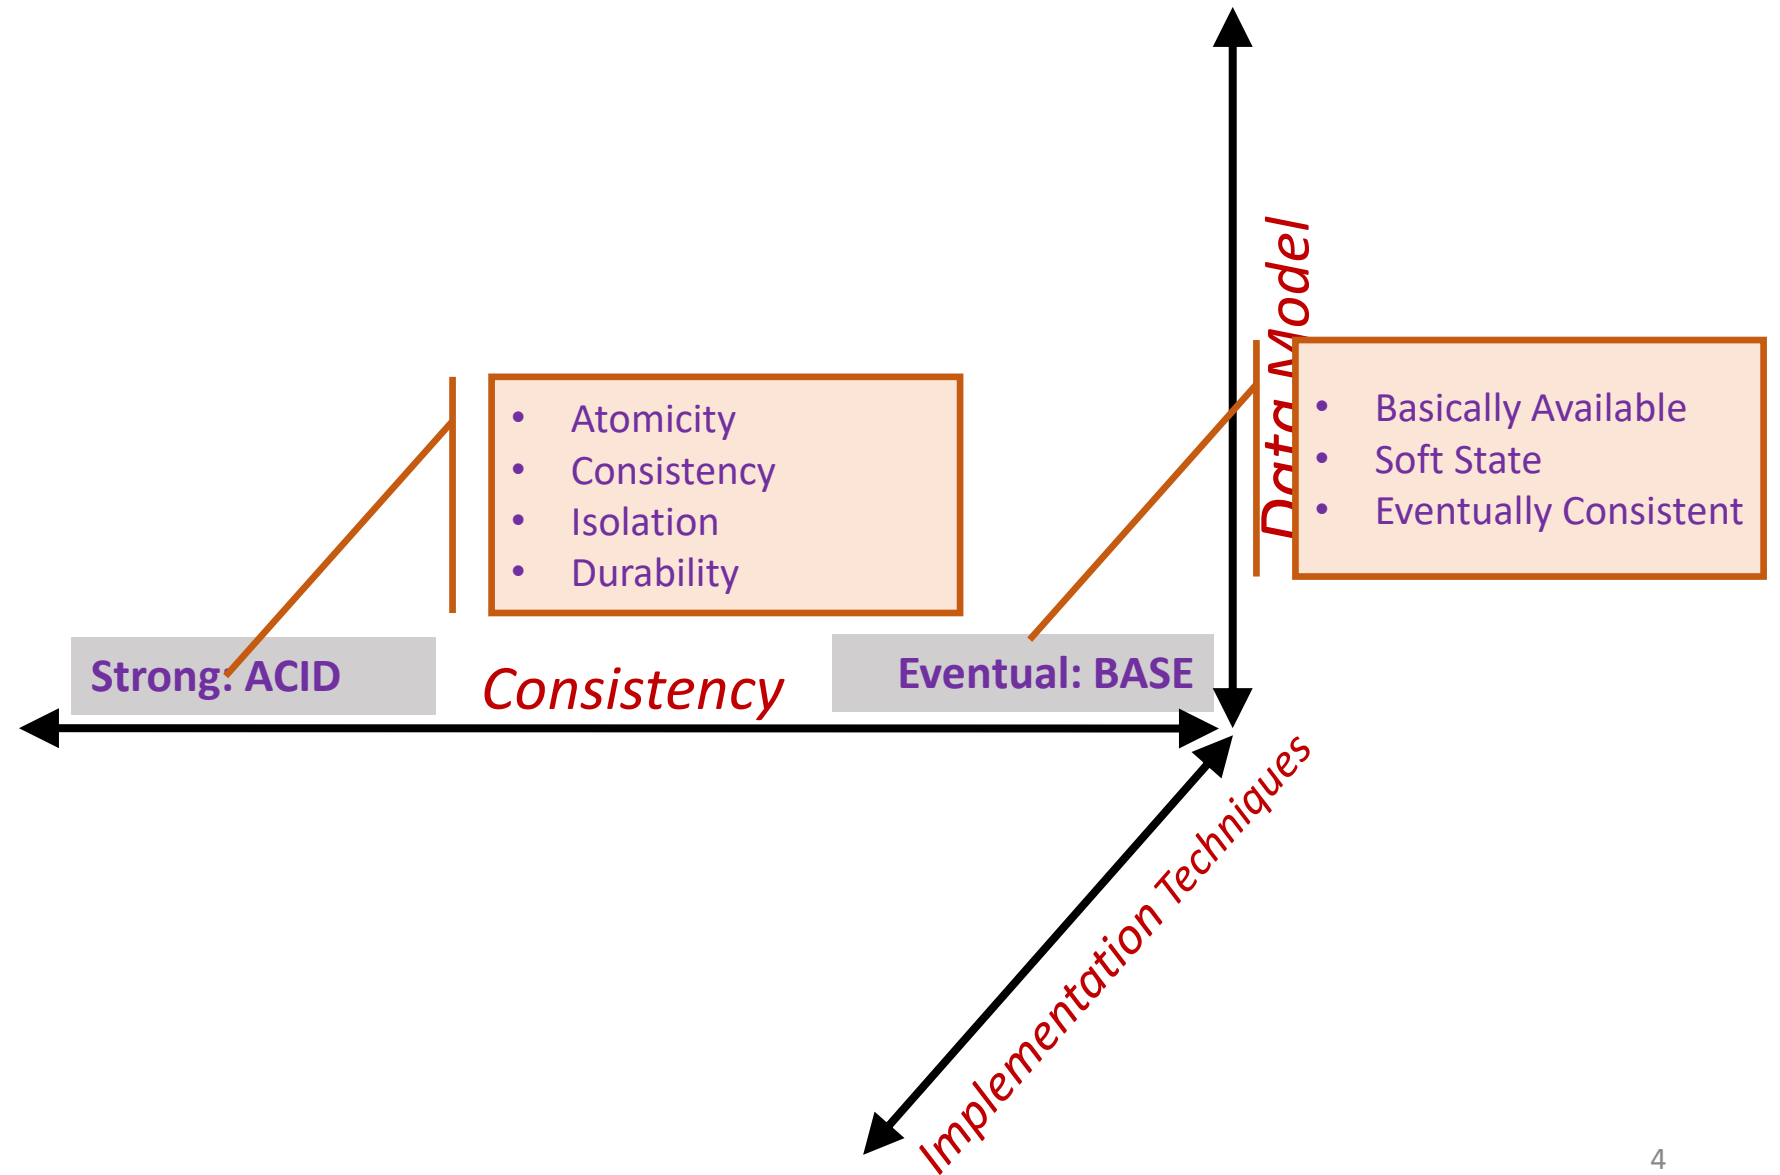 Data Model
• Atomicity
• Consistency
• Isolation
• Durability
• Basically Available
• Soft State
• Eventually Consistent
Strong: ACID
Consistency
Eventual: BASE
Implementation Techniques
4